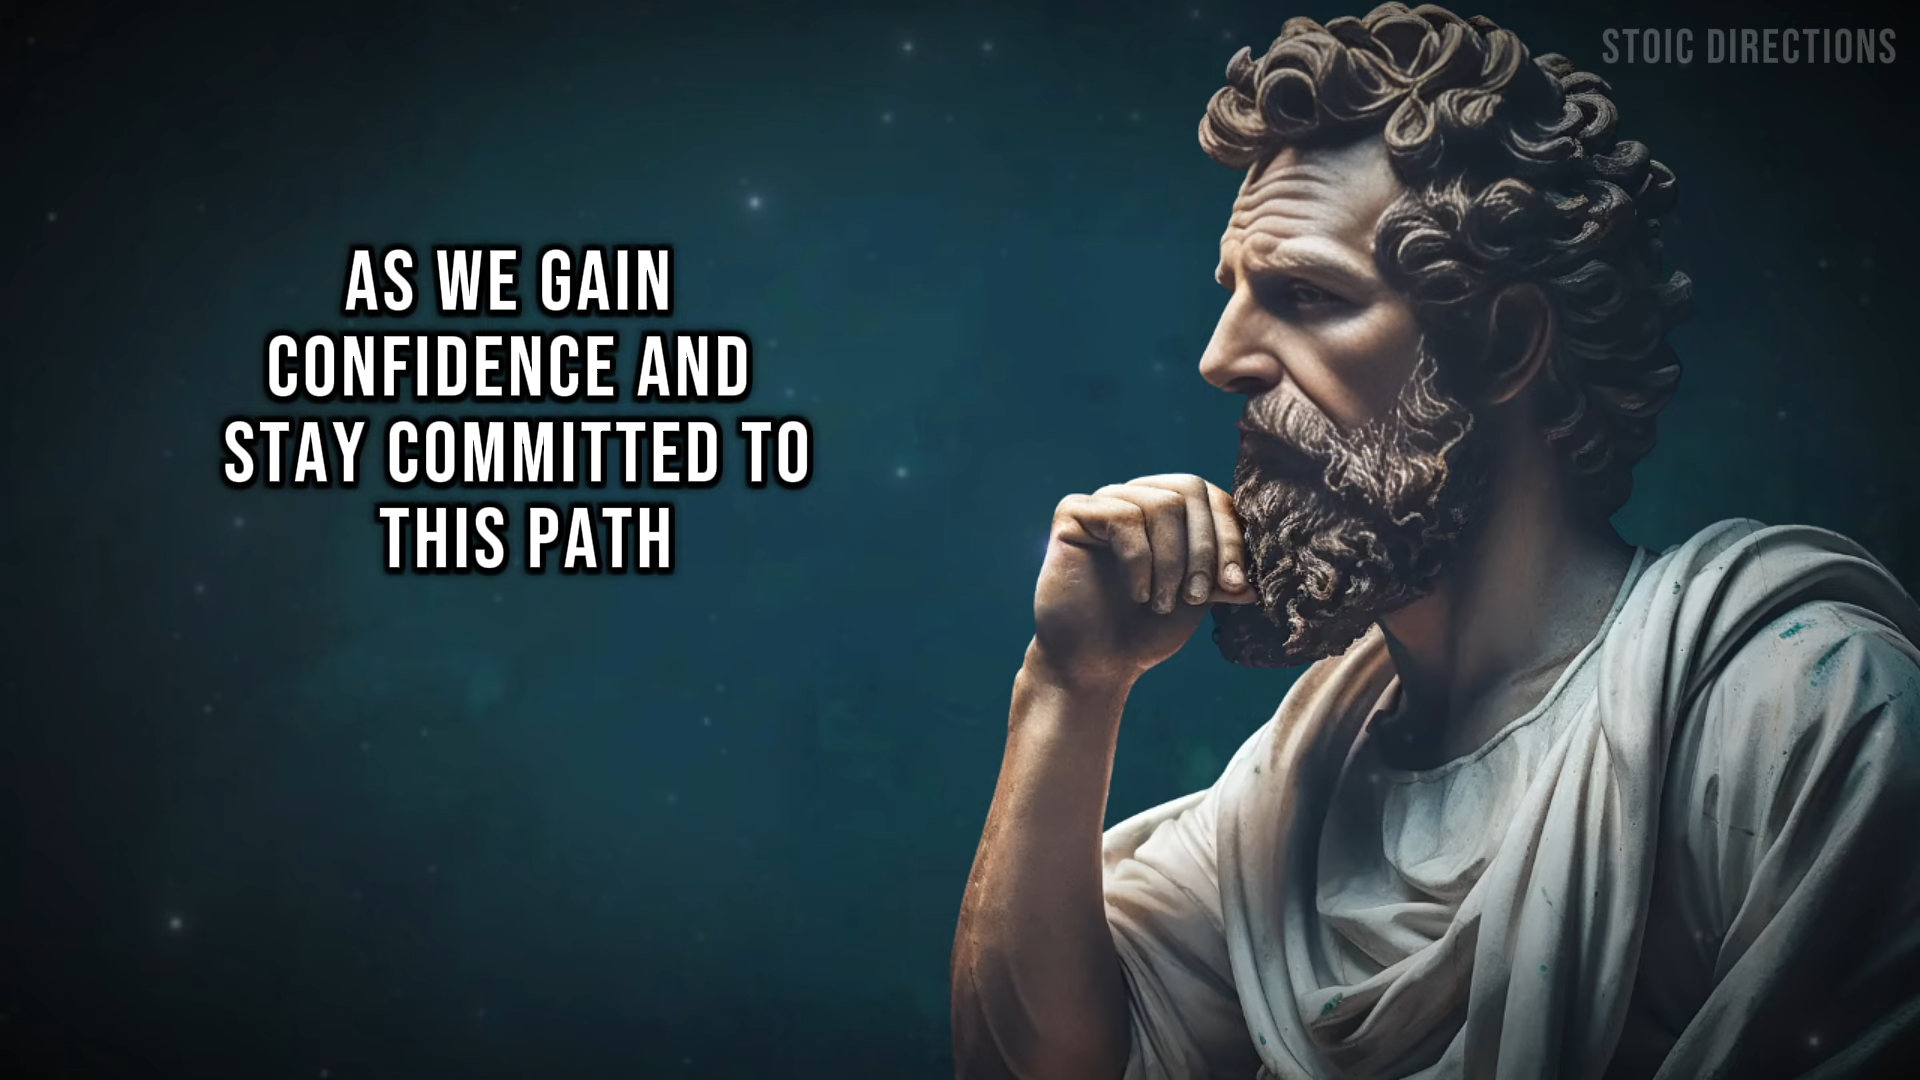 STOIC DIRECTIONS
AS WE GAIN
CONFIDENCE AND
STAY COMMITTED TO
THIS PATH